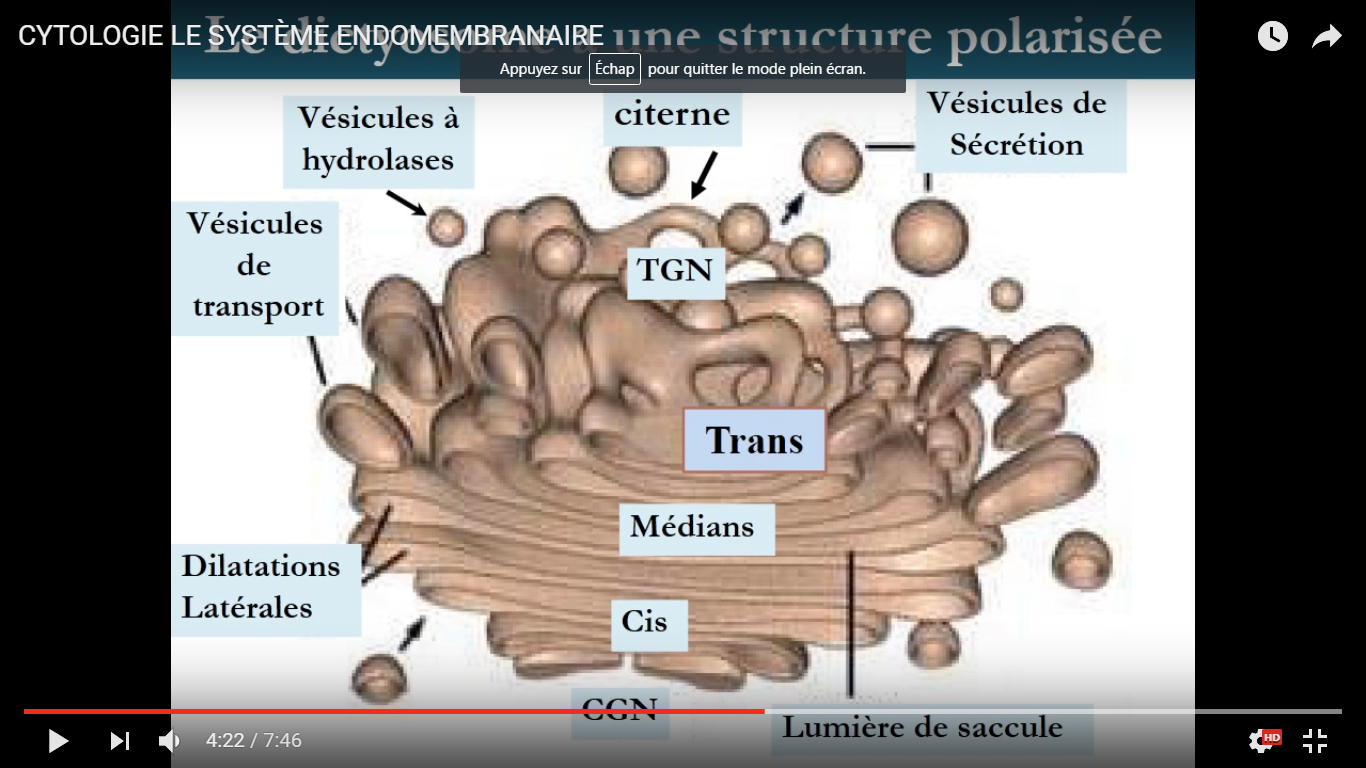 CYTOLOGIE LE SYSTÈME ENDOMEMBRANAIRE
Le dictyosome une structure polarisée
Appuyez sur Échap pour quitter le mode plein écran.
Vésicules à
hydrolases
citerne
Vésicules de
Sécrétion
Vésicules
de
transport
TGN
Trans
Médians
Dilatations
Latérales
Cis
CGN
Lumière de saccule
4:22 / 7:46
HD